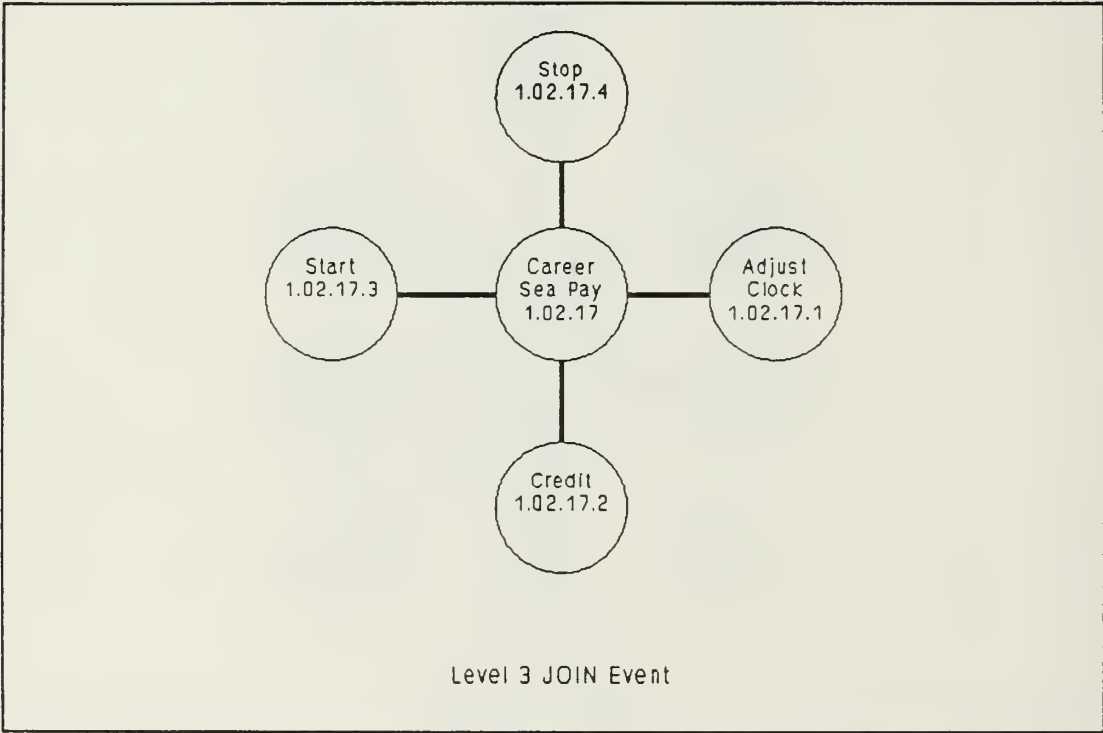 Stop
1.02.17.4
Start
1.02.17.3
Career
Sea Pay
1.02.17
Adjust
Clock
1.02.17.1
Credit
1.02.17.2
Level 3 JOIN Event